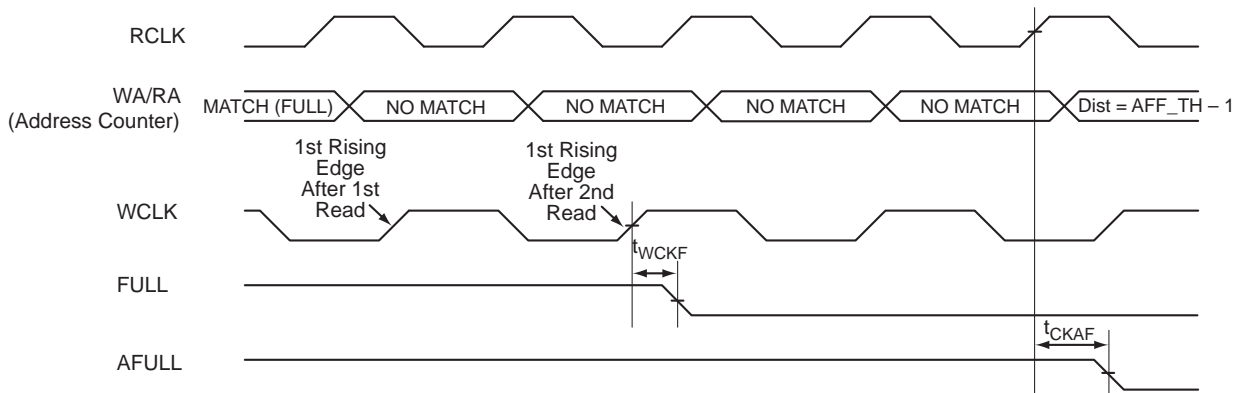 RCLK
WA/RA
(Address Counter)
MATCH (FULL)
NO MATCH
NO MATCH
NO MATCH
NO MATCH
Dist = AFF_TH – 1
1st Rising
Edge
After 1st
Read
1st Rising
Edge
After 2nd
Read
WCLK
tWCKF
FULL
tCKAF
AFULL